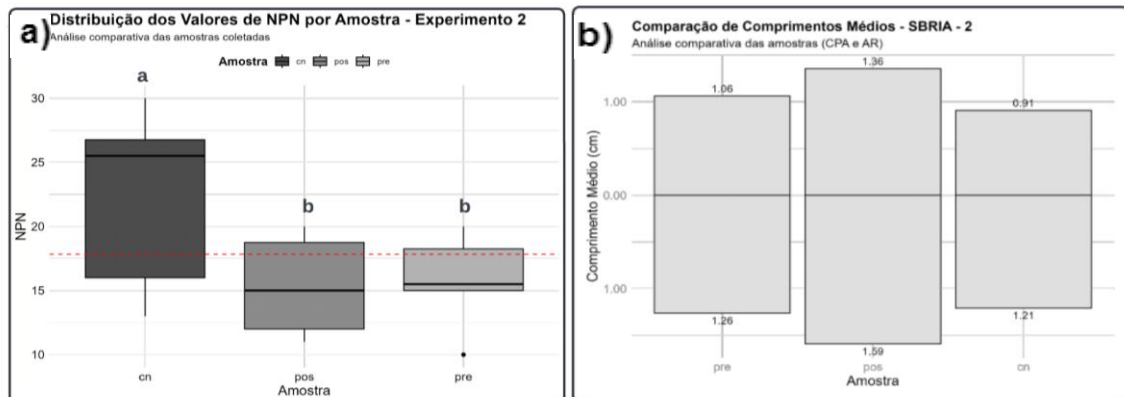 a)
Distribuição dos Valores de NPN por Amostra - Experimento 2
Análise comparativa das amostras coletadas
Amostra cn pos pre
a
b
b
30
25
20
15
10
NPN
cn pos pre
Amostra
b)
Comparação de Comprimentos Médios - SBRIA - 2
Análise comparativa das amostras (CPA e AR)
1.36
1.06
0.91
1.00
0.00
1.00
Comprimento Médio (cm)
1.26
1.59
1.21
pre pos cn
Amostra